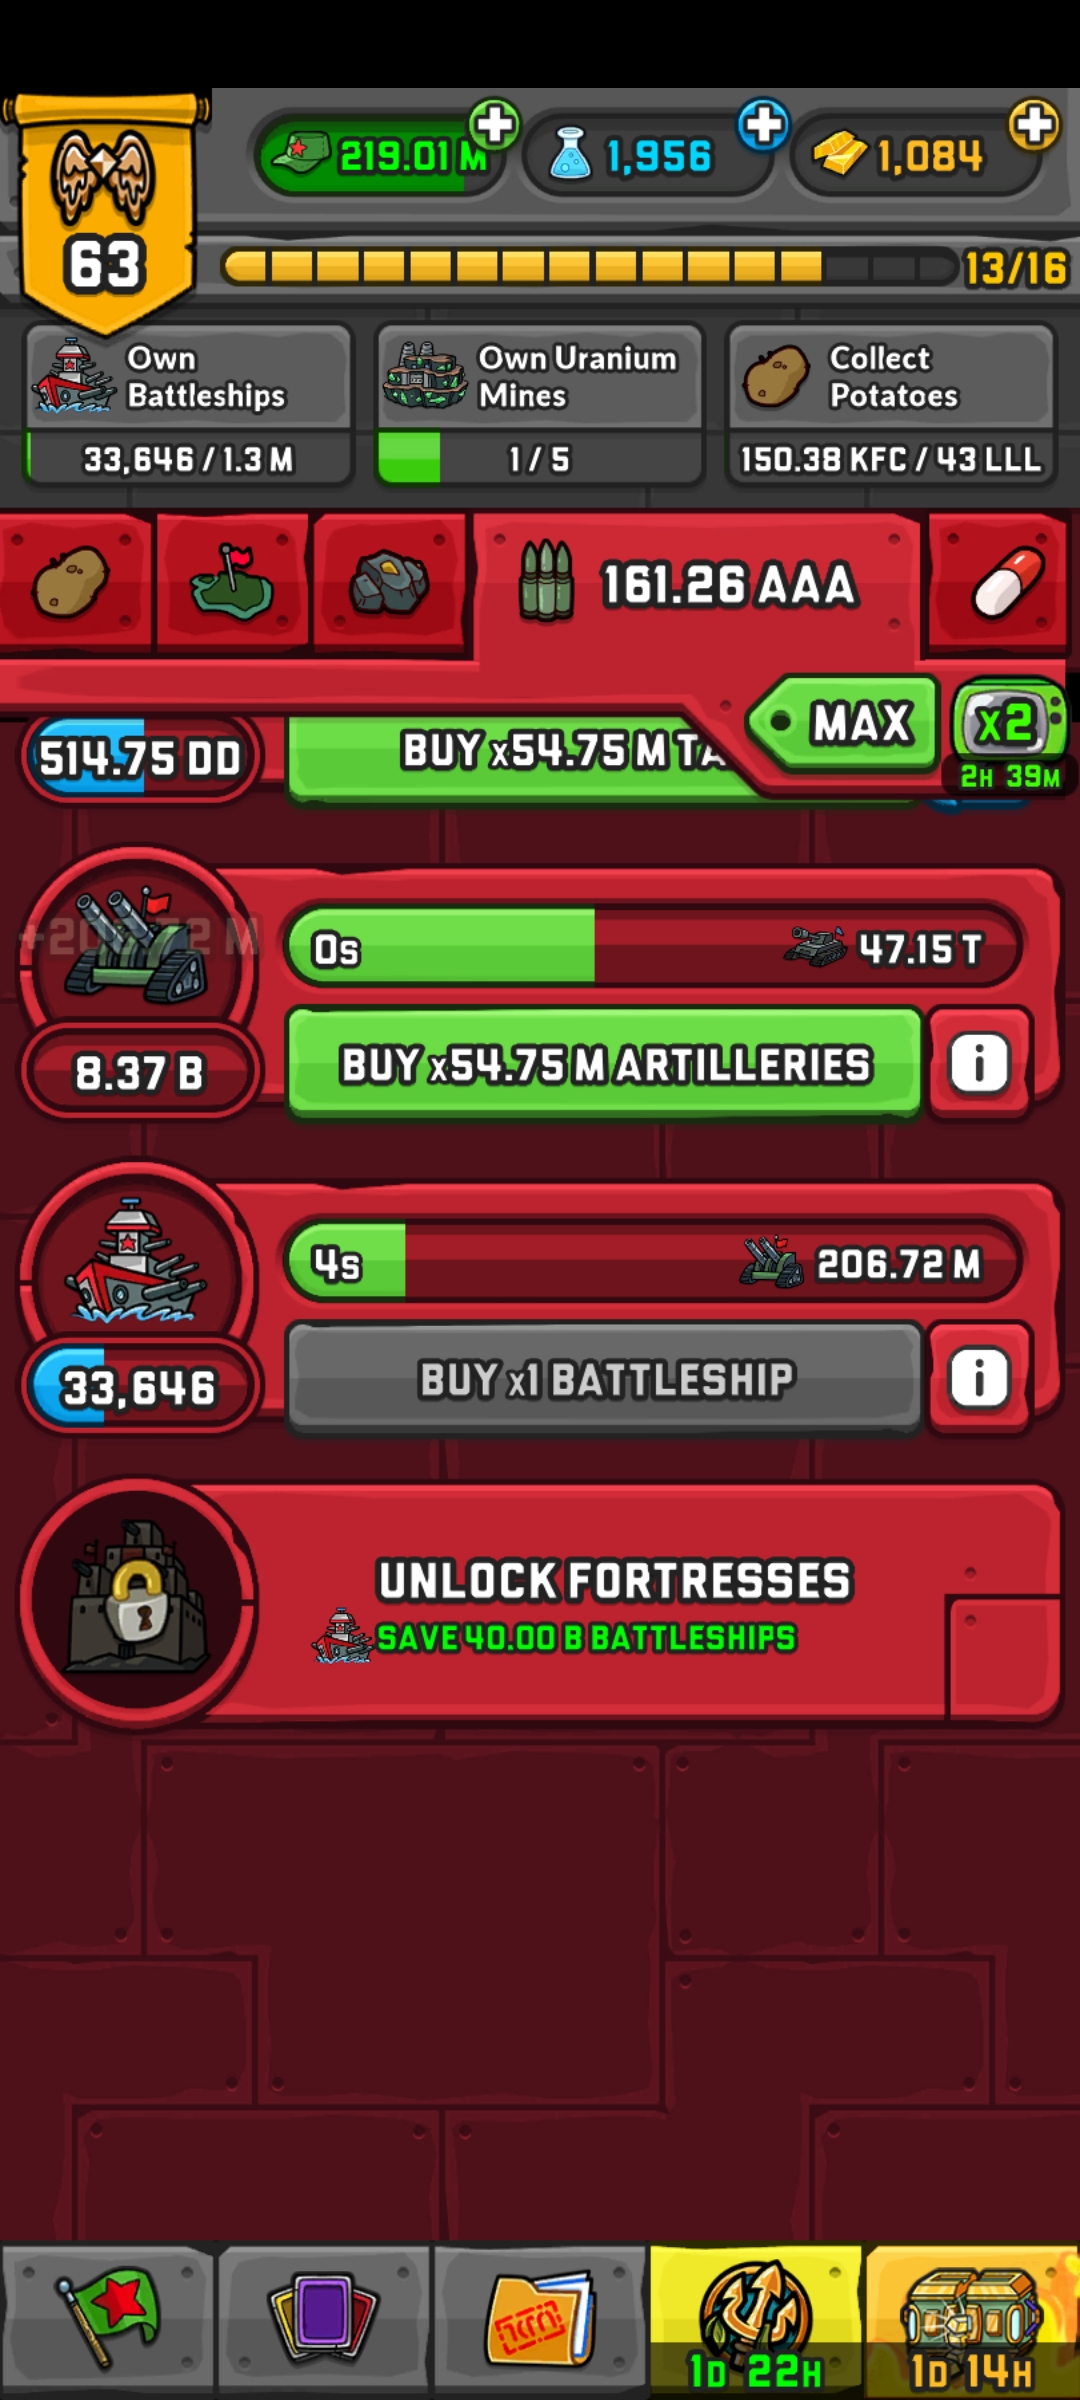 219.01 M
1,956
1,084
63
13/16
Own
Battleships
33,646 / 1.3 M
Own Uranium
Mines
1 / 5
Collect
Potatoes
150.38 KFC / 43 LLL
161.26 AAA
MAX
x2
2H 39M
514.75 DD
BUY x54.75 M TA
0s
47.15 T
8.37 B
BUY x54.75 M ARTILLERIES
i
4s
206.72 M
33,646
BUY x1 BATTLESHIP
i
UNLOCK FORTRESSES
SAVE 40.00 B BATTLESHIPS
1D 22H
1D 14H